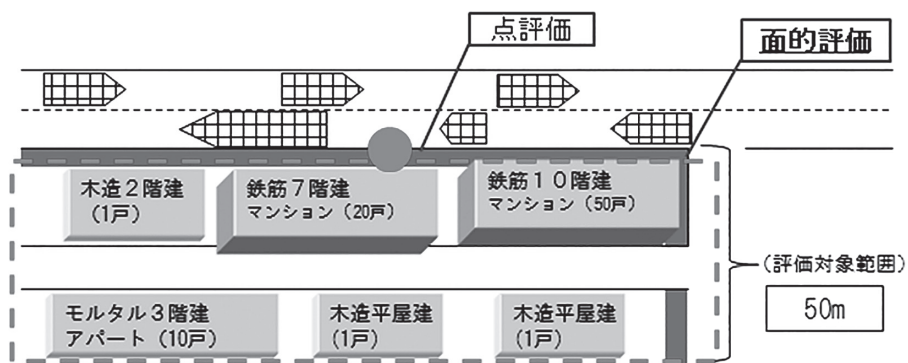 点評価
面的評価
木造２階建
(1戸)
鉄筋７階建
マンション（20戸）
鉄筋１０階建
マンション（50戸）
(評価対象範囲)
50m
モルタル３階建
アパート（10戸）
木造平屋建
(1戸)
木造平屋建
(1戸)